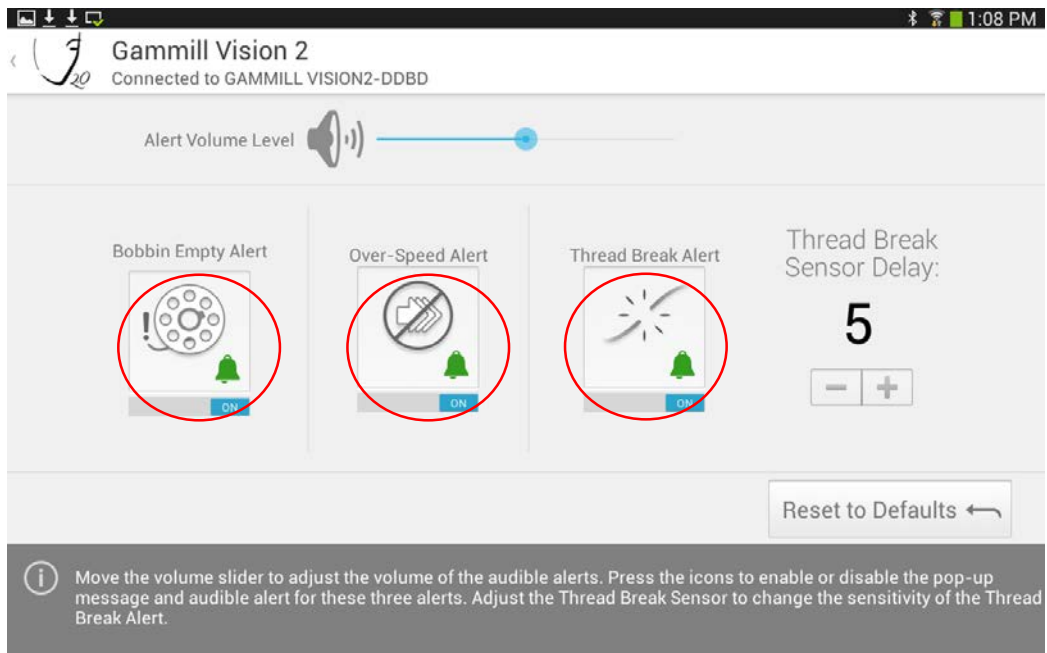 1:08 PM
20
Gammill Vision 2
Connected to GAMMILL VISION2-DDBD
Alert Volume Level
Bobbin Empty Alert
Over-Speed Alert
Thread Break Alert
Thread Break
Sensor Delay:
!
ON
ON
ON
5
- +
Reset to Defaults
i
Move the volume slider to adjust the volume of the audible alerts. Press the icons to enable or disable the pop-up
message and audible alert for these three alerts. Adjust the Thread Break Sensor to change the sensitivity of the Thread
Break Alert.